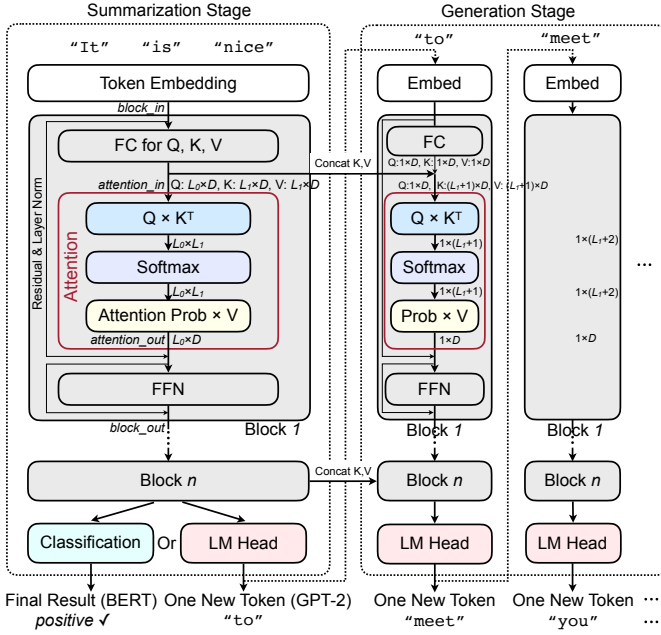 Summarization Stage
Generation Stage
"It" "is" "nice"
"to"
"meet"
Token Embedding
Embed
Embed
block_in
FC for Q, K, V
FC
Concat K,V
Q:1×D, K:1×D, V:1×D
attention_in Q: L₀×D, K: L₁×D, V: L₁×D
Q:1×D, K:(L₁+1)×D, V: (L₁+1)×D
Residual & Layer Norm
Attention
Q × Kᵀ
Q × Kᵀ
L₀×L₁
1×(L₁+1)
1×(L₁+2)
Softmax
Softmax
...
L₀×L₁
1×(L₁+1)
1×(L₁+2)
Attention Prob × V
Prob × V
attention_out L₀×D
1×D
1×D
FFN
FFN
block_out
Block 1
Block 1
Block 1
Block n
Concat K,V
Block n
Block n
Classification Or LM Head
LM Head
LM Head
Final Result (BERT)
positive ✓
One New Token (GPT-2)
"to"
One New Token
"meet"
One New Token ...
"you" ...